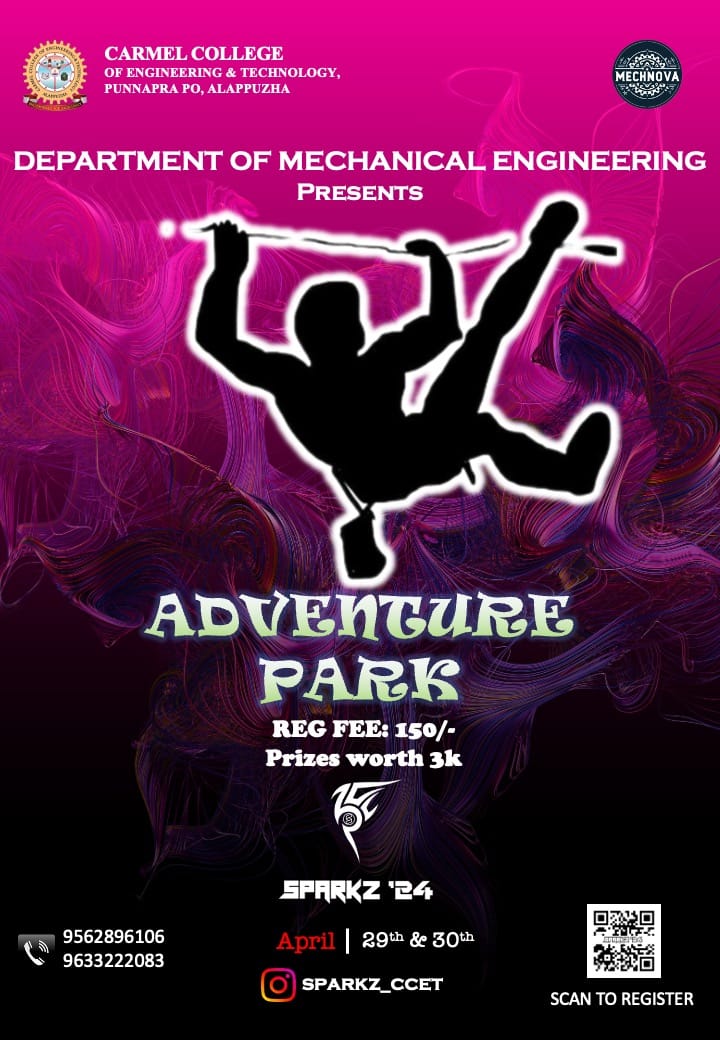 CARMEL COLLEGE
OF ENGINEERING & TECHNOLOGY,
PUNNAPRA PO, ALAPPUZHA
MECHNOVA
DEPARTMENT OF MECHANICAL ENGINEERING
PRESENTS
ADVENTURE
PARK
REG FEE: 150/-
Prizes worth 3k
SPARKZ '24
9562896106
9633222083
April | 29th & 30th
SPARKZ_CCET
SCAN TO REGISTER